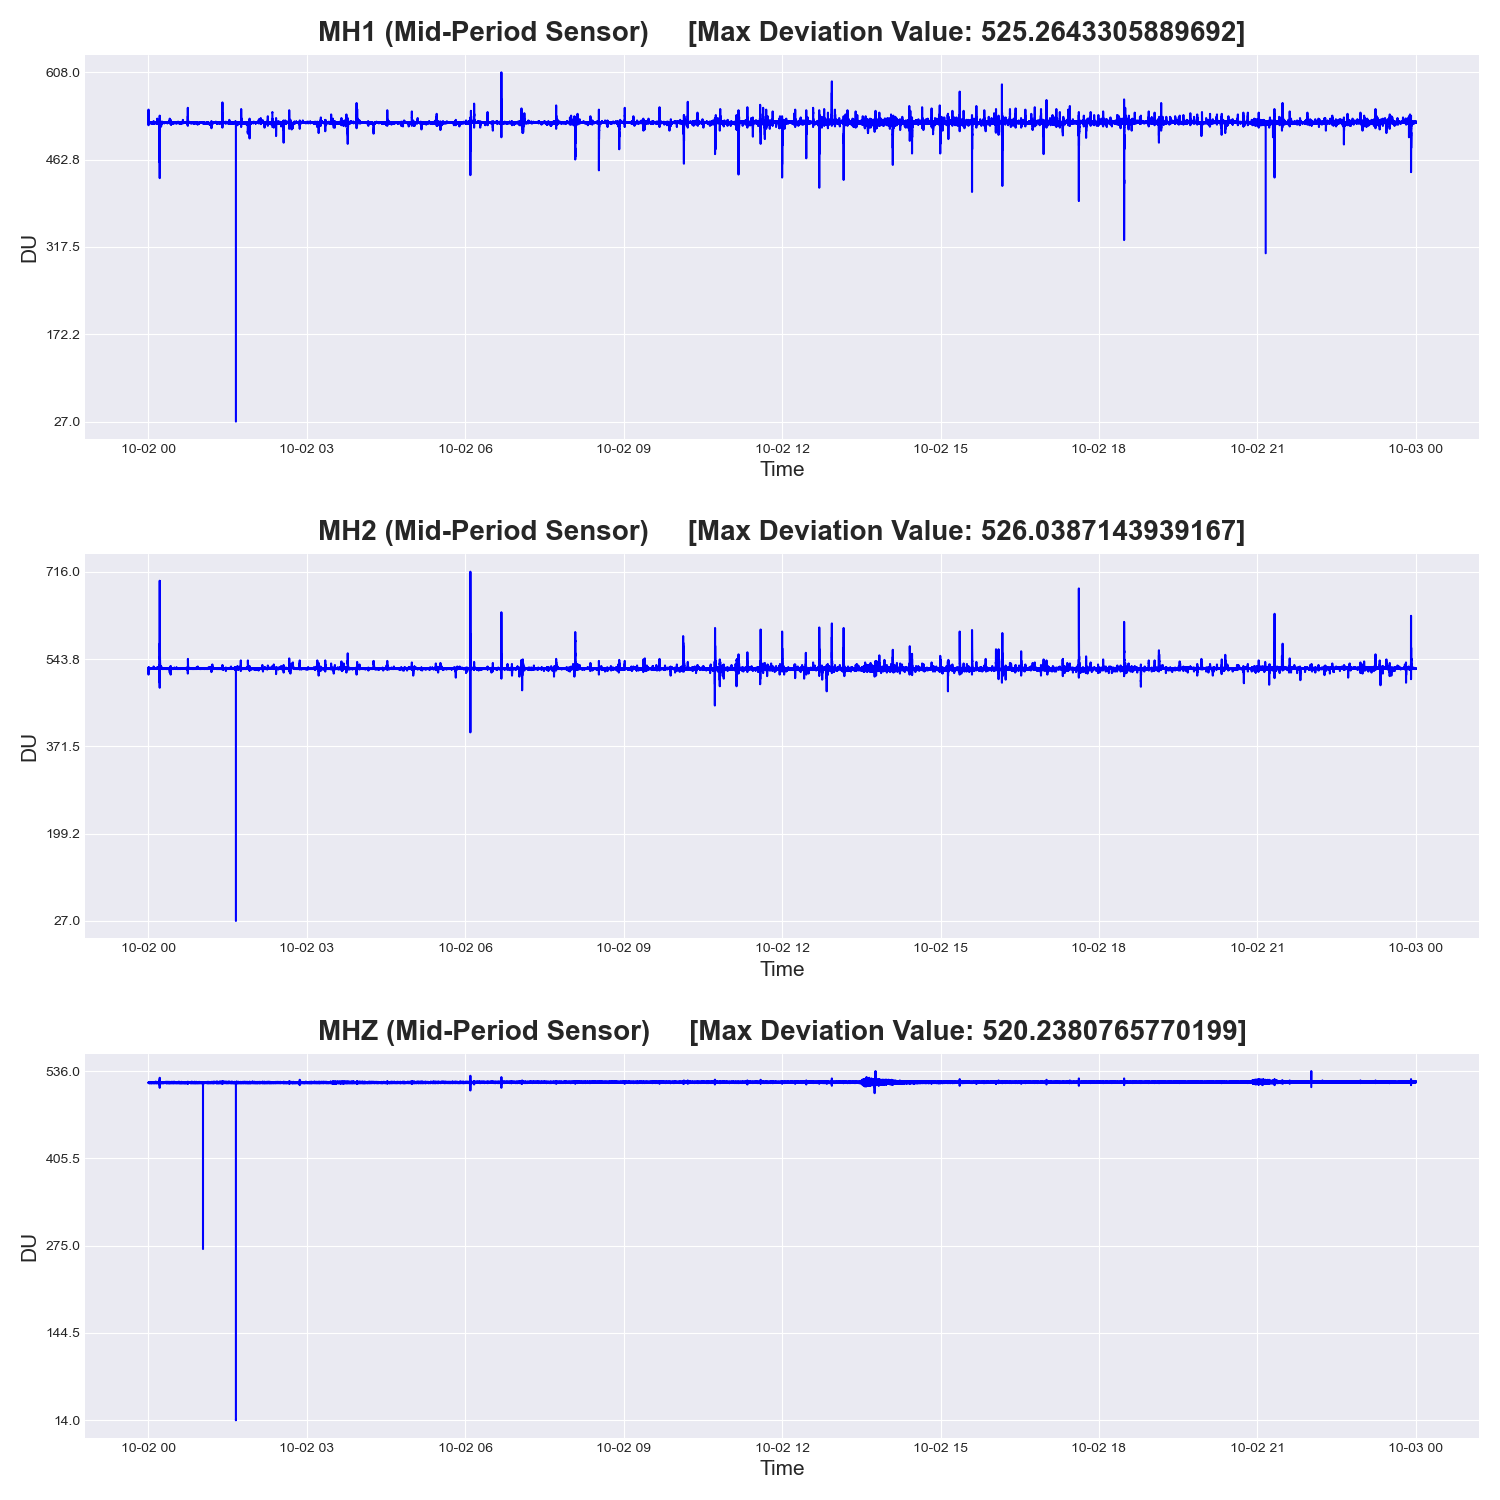 MH1 (Mid-Period Sensor) [Max Deviation Value: 525.2643305889692]
608.0
462.8
317.5
172.2
27.0
DU
10-02 00 10-02 03 10-02 06 10-02 09 10-02 12 10-02 15 10-02 18 10-02 21 10-03 00
Time
MH2 (Mid-Period Sensor) [Max Deviation Value: 526.0387143939167]
716.0
543.8
371.5
199.2
27.0
DU
10-02 00 10-02 03 10-02 06 10-02 09 10-02 12 10-02 15 10-02 18 10-02 21 10-03 00
Time
MHZ (Mid-Period Sensor) [Max Deviation Value: 520.2380765770199]
536.0
405.5
275.0
144.5
14.0
DU
10-02 00 10-02 03 10-02 06 10-02 09 10-02 12 10-02 15 10-02 18 10-02 21 10-03 00
Time